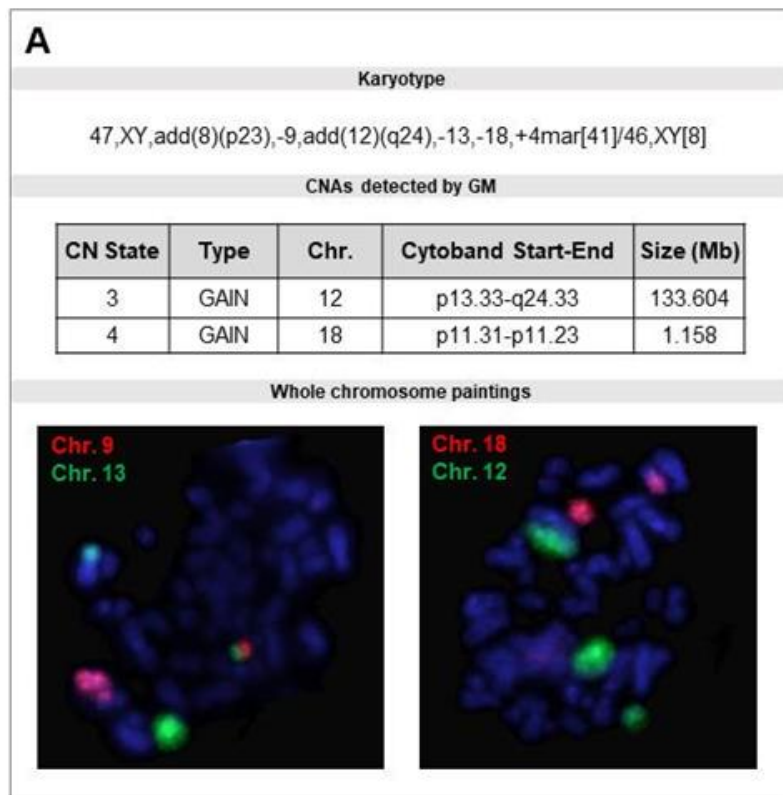 A
Karyotype
47,XY,add(8)(p23),-9,add(12)(q24),-13,-18,+4mar[41]/46,XY[8]
CNAs detected by GM
CN State Type Chr. Cytoband Start-End Size (Mb)
3 GAIN 12 p13.33-q24.33 133.604
4 GAIN 18 p11.31-p11.23 1.158
Whole chromosome paintings
Chr. 9
Chr. 13
Chr. 18
Chr. 12